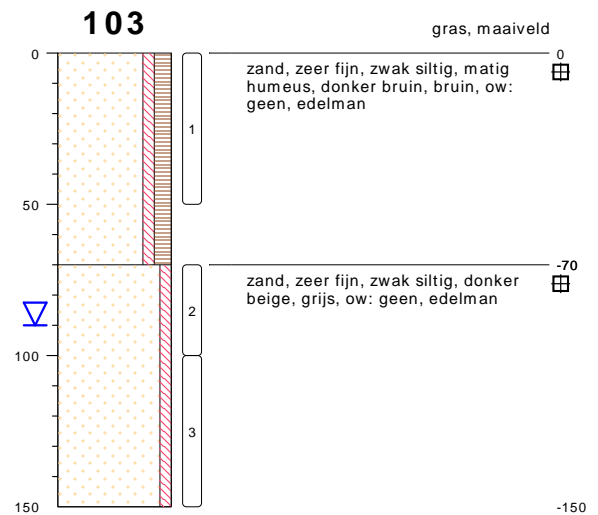 103
gras, maaiveld
0
0
zand, zeer fijn, zwak siltig, matig
humeus, donker bruin, bruin, ow:
geen, edelman
1
50
-70
zand, zeer fijn, zwak siltig, donker
beige, grijs, ow: geen, edelman
2
100
3
150
-150